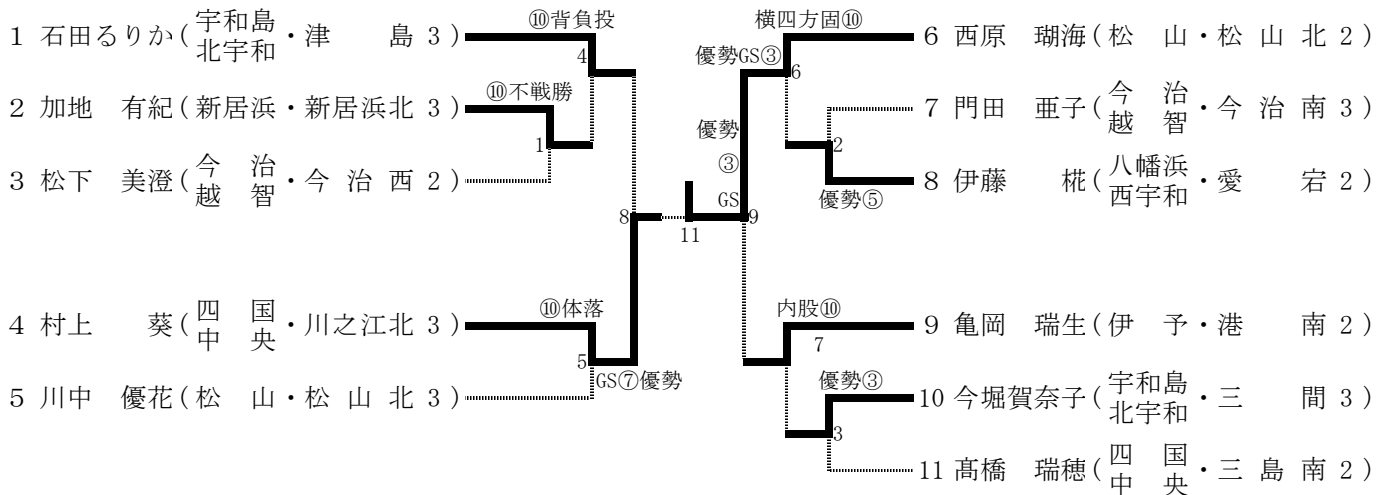 1 石田るりか(宇和島北宇和・津　島 3)
⑩背負投
4
2 加地　有紀(新居浜・新居浜北 3)
⑩不戦勝
1
3 松下　美澄(今治越智・今治西 2)
8
4 村上　葵(四国中央・川之江北 3)
⑩体落
5
GS⑦優勢
5 川中　優花(松　山・松山北 3)
11
横四方固⑩
優勢GS③
6
6 西原　瑚海(松　山・松山北 2)
優勢
③
GS
9
7 門田　亜子(今治越智・今治南 3)
2
8 伊藤　椛(八幡浜西宇和・愛　宕 2)
優勢⑤
内股⑩
7
9 亀岡　瑞生(伊　予・港　南 2)
優勢③
3
10 今堀賀奈子(宇和島北宇和・三　間 3)
11 髙橋　瑞穂(四国中央・三島南 2)